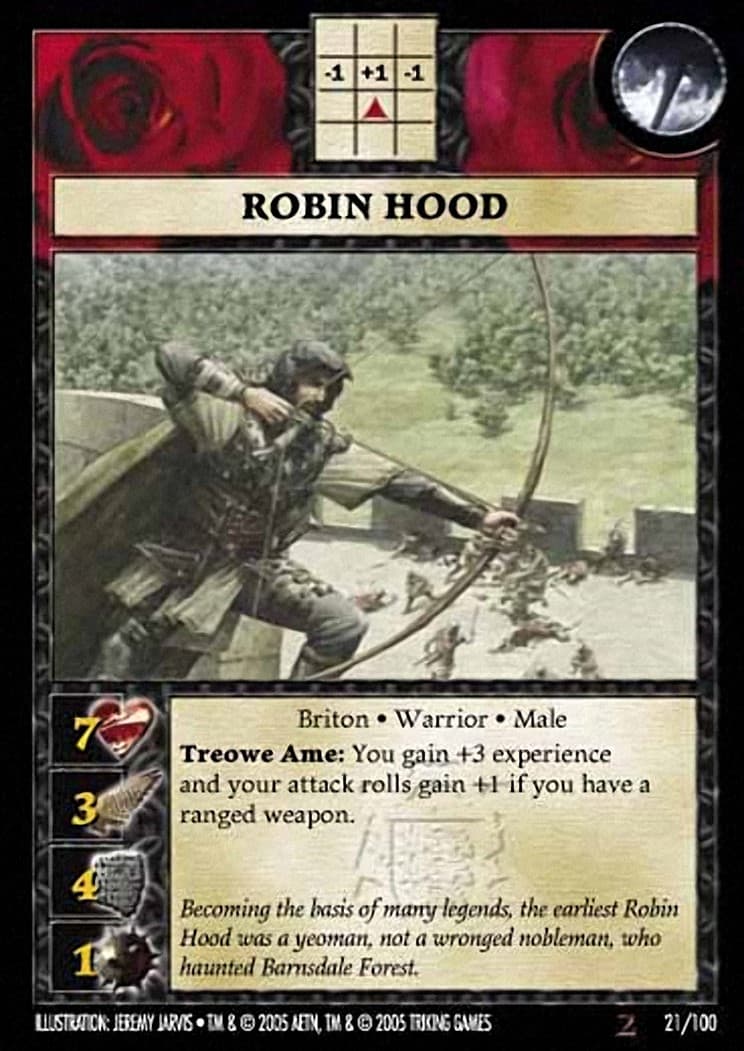 -1 +1 -1
ROBIN HOOD
Briton • Warrior • Male
7
Treowe Ame: You gain +3 experience
and your attack rolls gain +1 if you have a
ranged weapon.
3
4
Becoming the basis of many legends, the earliest Robin
Hood was a yeoman, not a wronged nobleman, who
haunted Barnsdale Forest.
1
ILLUSTRATION: JEREMY JARVIS • TM & © 2005 AETN, TM & © 2005 TRIKING GAMES
21/100